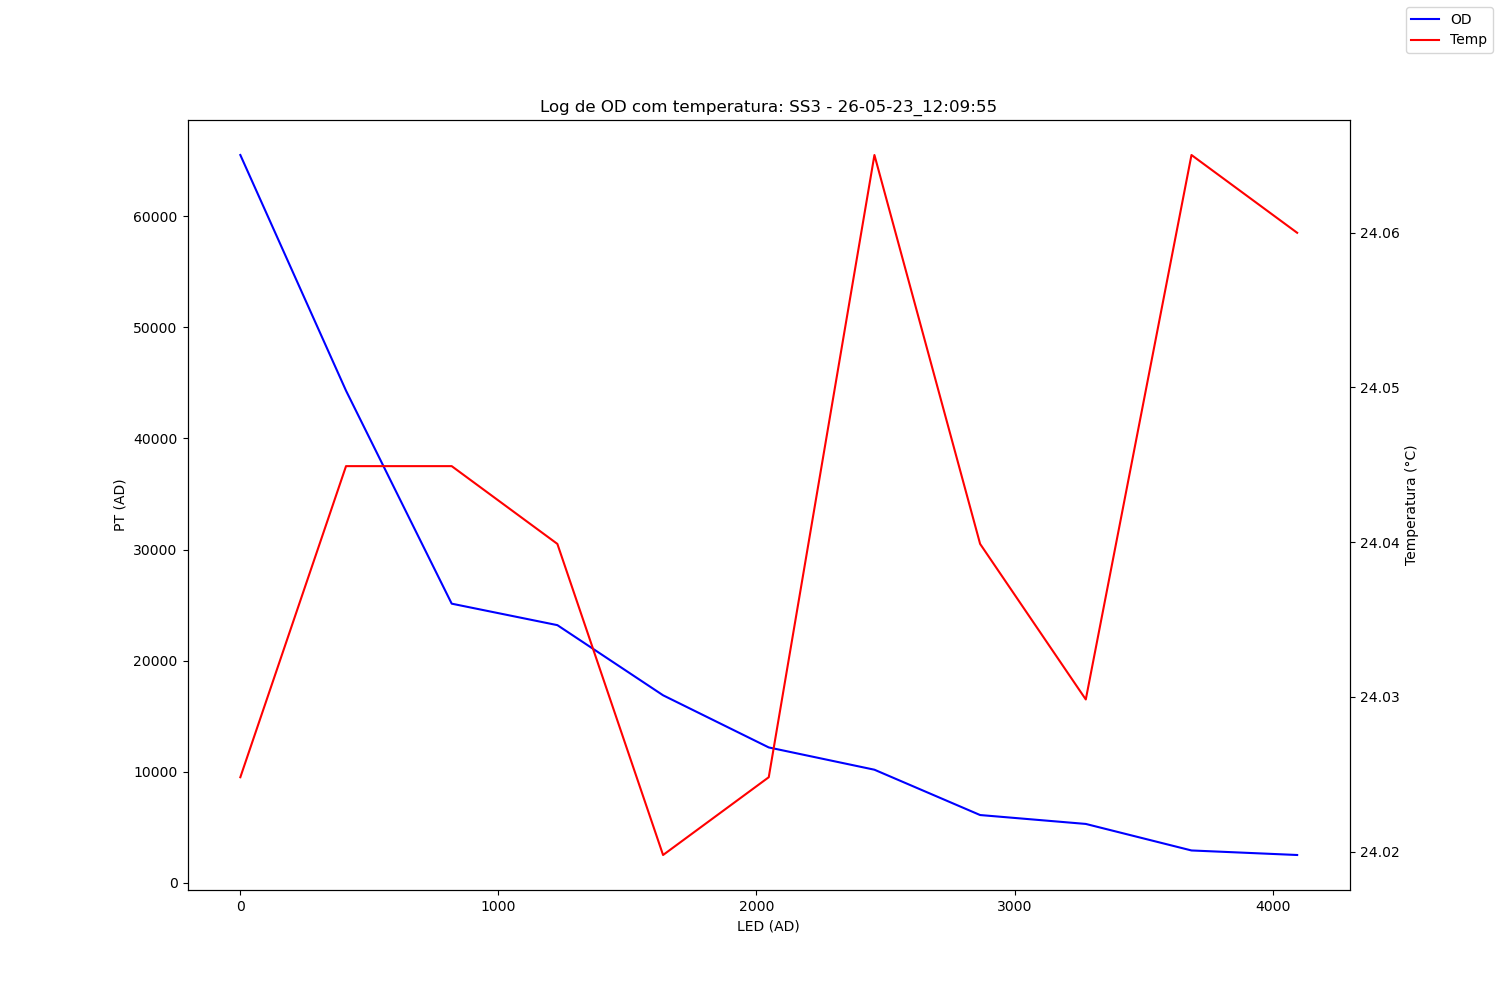 OD
Temp
Log de OD com temperatura: SS3 - 26-05-23_12:09:55
60000
50000
40000
30000
20000
10000
0
PT (AD)
24.06
24.05
24.04
24.03
24.02
Temperatura (°C)
0 1000 2000 3000 4000
LED (AD)